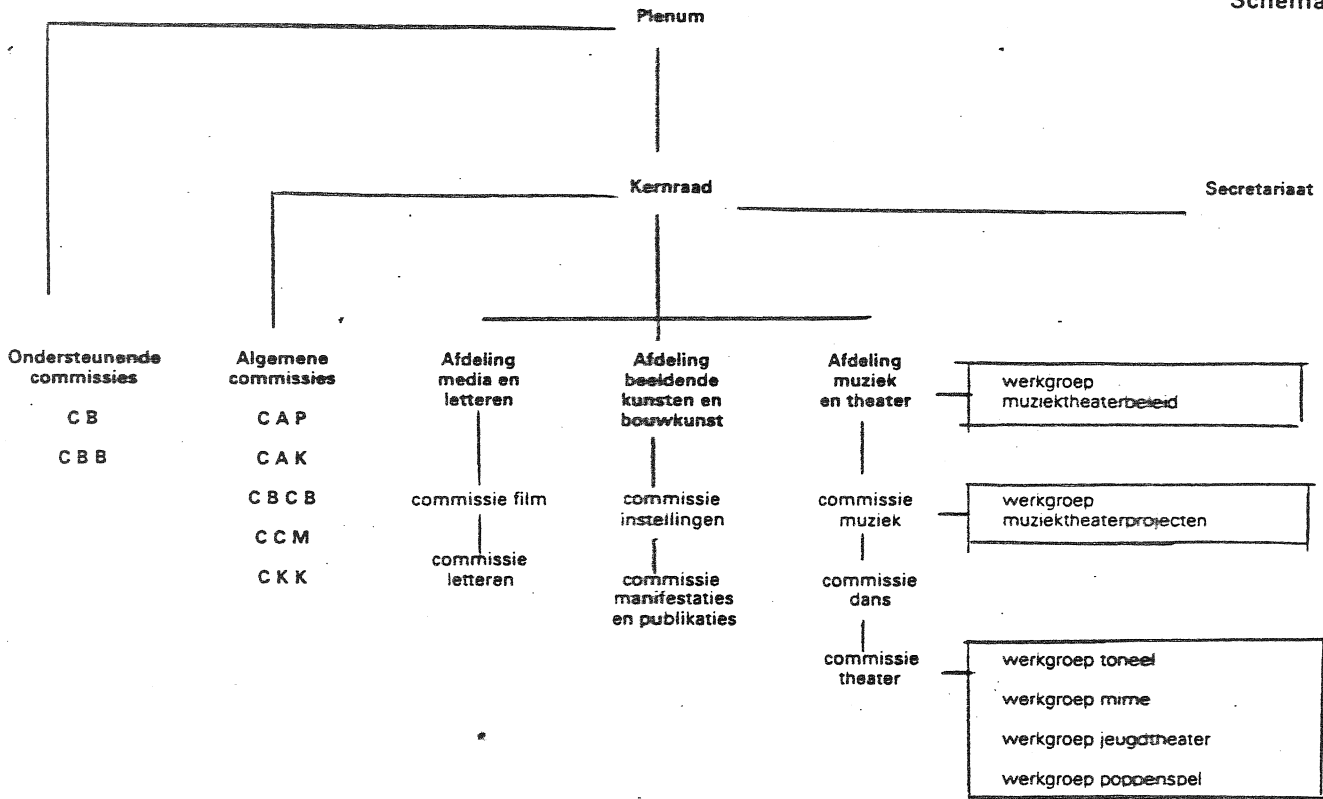 Schema
Plenum
Kernraad
Secretariaat
Ondersteunende
commissies
C B
C B B
Algemene
commissies
C A P
C A K
C B C B
C C M
C K K
Afdeling
media en
letteren
commissie film
commissie
letteren
Afdeling
beeldende
kunsten en
bouwkunst
commissie
instellingen
commissie
manifestaties
en publikaties
Afdeling
muziek
en theater
commissie
muziek
commissie
dans
commissie
theater
werkgroep
muziektheaterbeleid
werkgroep
muziektheaterprojecten
werkgroep toneel
werkgroep mime
werkgroep jeugdtheater
werkgroep poppenspel